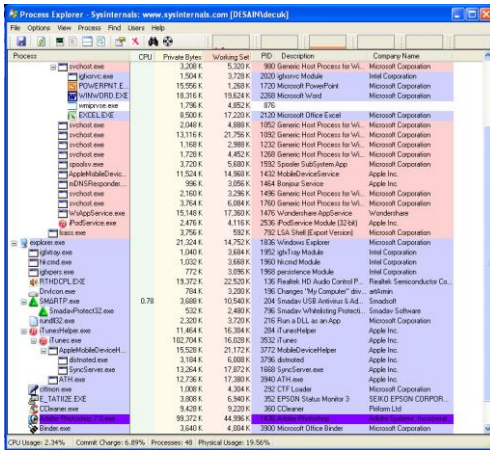 Process Explorer - Sysinternals: www.sysinternals.com [DESAIN\decuk]
File Options View Process Find Users Help
Process CPU Private Bytes Working Set PID Description Company Name
svchost.exe 3,208 K 5,320 K 980 Generic Host Process for Wi... Microsoft Corporation
igfxsrvc.exe 1,504 K 3,728 K 2020 igfxsrvc Module Intel Corporation
POWERPNT.E... 15,556 K 1,268 K 1720 Microsoft PowerPoint Microsoft Corporation
WINWORD.EXE 18,316 K 19,624 K 2268 Microsoft Word Microsoft Corporation
wmiprvse.exe 1,796 K 4,852 K 876
EXCEL.EXE 8,500 K 17,220 K 2120 Microsoft Office Excel Microsoft Corporation
svchost.exe 2,048 K 4,888 K 1052 Generic Host Process for Wi... Microsoft Corporation
svchost.exe 13,116 K 21,756 K 1092 Generic Host Process for Wi... Microsoft Corporation
svchost.exe 1,168 K 2,988 K 1232 Generic Host Process for Wi... Microsoft Corporation
svchost.exe 1,728 K 4,452 K 1268 Generic Host Process for Wi... Microsoft Corporation
spoolsv.exe 3,720 K 5,680 K 1592 Spooler SubSystem App Microsoft Corporation
AppleMobileDevic... 11,524 K 14,968 K 1432 MobileDeviceService Apple Inc.
mDNSResponder... 996 K 3,056 K 1464 Bonjour Service Apple Inc.
svchost.exe 2,160 K 3,296 K 1496 Generic Host Process for Wi... Microsoft Corporation
svchost.exe 3,764 K 6,084 K 1760 Generic Host Process for Wi... Microsoft Corporation
WsAppService.exe 15,148 K 17,360 K 1476 Wondershare AppService Wondershare
iPodService.exe 2,476 K 4,116 K 2536 iPodService Module (32-bit) Apple Inc.
lsass.exe 3,756 K 592 K 792 LSA Shell (Export Version) Microsoft Corporation
explorer.exe 21,324 K 14,752 K 1836 Windows Explorer Microsoft Corporation
igfxtray.exe 1,040 K 3,684 K 1952 igfxTray Module Intel Corporation
hkcmd.exe 1,032 K 3,668 K 1960 hkcmd Module Intel Corporation
igfxpers.exe 772 K 3,096 K 1968 persistence Module Intel Corporation
RTHDCPL.EXE 19,372 K 22,520 K 136 Realtek HD Audio Control P... Realtek Semiconductor Co...
DrvIcon.exe 784 K 3,280 K 196 Changes "My Computer" driv... artArmin
SMΔRTP.exe 0.78 3,688 K 10,540 K 204 Smadav USB Antivirus & Ad... Smadsoft
SmadavProtect32.exe 532 K 2,480 K 796 Smadav Whitelisting Protecti... Smadav Software
rundll32.exe 2,320 K 3,720 K 216 Run a DLL as an App Microsoft Corporation
iTunesHelper.exe 11,464 K 16,384 K 284 iTunesHelper Apple Inc.
iTunes.exe 102,704 K 16,028 K 3532 iTunes Apple Inc.
AppleMobileDeviceH... 15,528 K 21,172 K 3772 MobileDeviceHelper Apple Inc.
distnoted.exe 3,184 K 6,008 K 3796 distnoted Apple Inc.
SyncServer.exe 13,264 K 17,872 K 1668 SyncServer.exe Apple Inc.
ATH.exe 12,736 K 17,380 K 3940 ATH.exe Apple Inc.
ctfmon.exe 1,008 K 4,384 K 292 CTF Loader Microsoft Corporation
E_TATII2E.EXE 3,808 K 6,940 K 352 EPSON Status Monitor 3 SEIKO EPSON CORPOR...
CCleaner.exe 9,428 K 9,220 K 360 CCleaner Piriform Ltd
99,372 K 44,996 K Adobe Photoshop Adobe Systems, Incorporat...
Binder.exe 3,640 K 4,884 K 3900 Microsoft Office Binder Microsoft Corporation
CPU Usage: 2.34% Commit Charge: 6.89% Processes: 48 Physical Usage: 19.56%